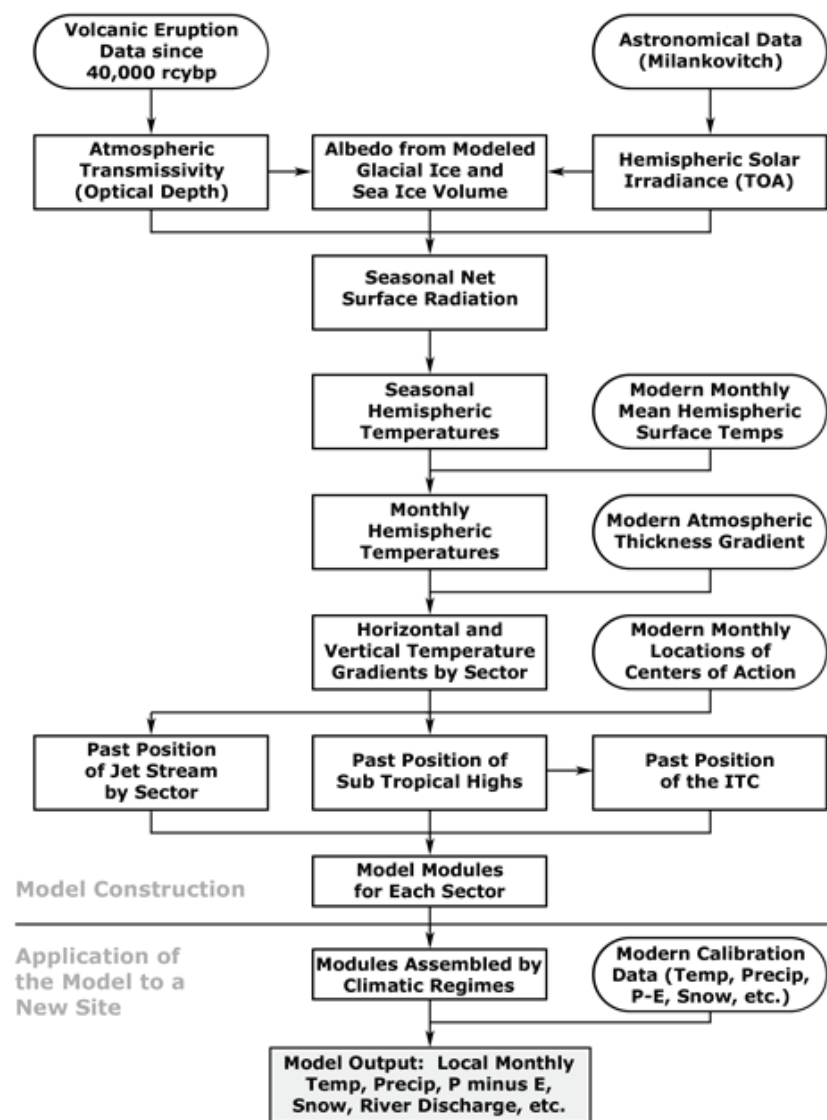 Volcanic Eruption
Data since
40,000 rcybp
Astronomical Data
(Milankovitch)
Atmospheric
Transmissivity
(Optical Depth)
Albedo from Modeled
Glacial Ice and
Sea Ice Volume
Hemispheric Solar
Irradiance (TOA)
Seasonal Net
Surface Radiation
Seasonal
Hemispheric
Temperatures
Modern Monthly
Mean Hemispheric
Surface Temps
Monthly
Hemispheric
Temperatures
Modern Atmospheric
Thickness Gradient
Horizontal and
Vertical Temperature
Gradients by Sector
Modern Monthly
Locations of
Centers of Action
Past Position
of Jet Stream
by Sector
Past Position of
Sub Tropical Highs
Past Position
of the ITC
Model Modules
for Each Sector
Model Construction
Application of
the Model to a
New Site
Modules Assembled by
Climatic Regimes
Modern Calibration
Data (Temp, Precip,
P-E, Snow, etc.)
Model Output: Local Monthly
Temp, Precip, P minus E,
Snow, River Discharge, etc.